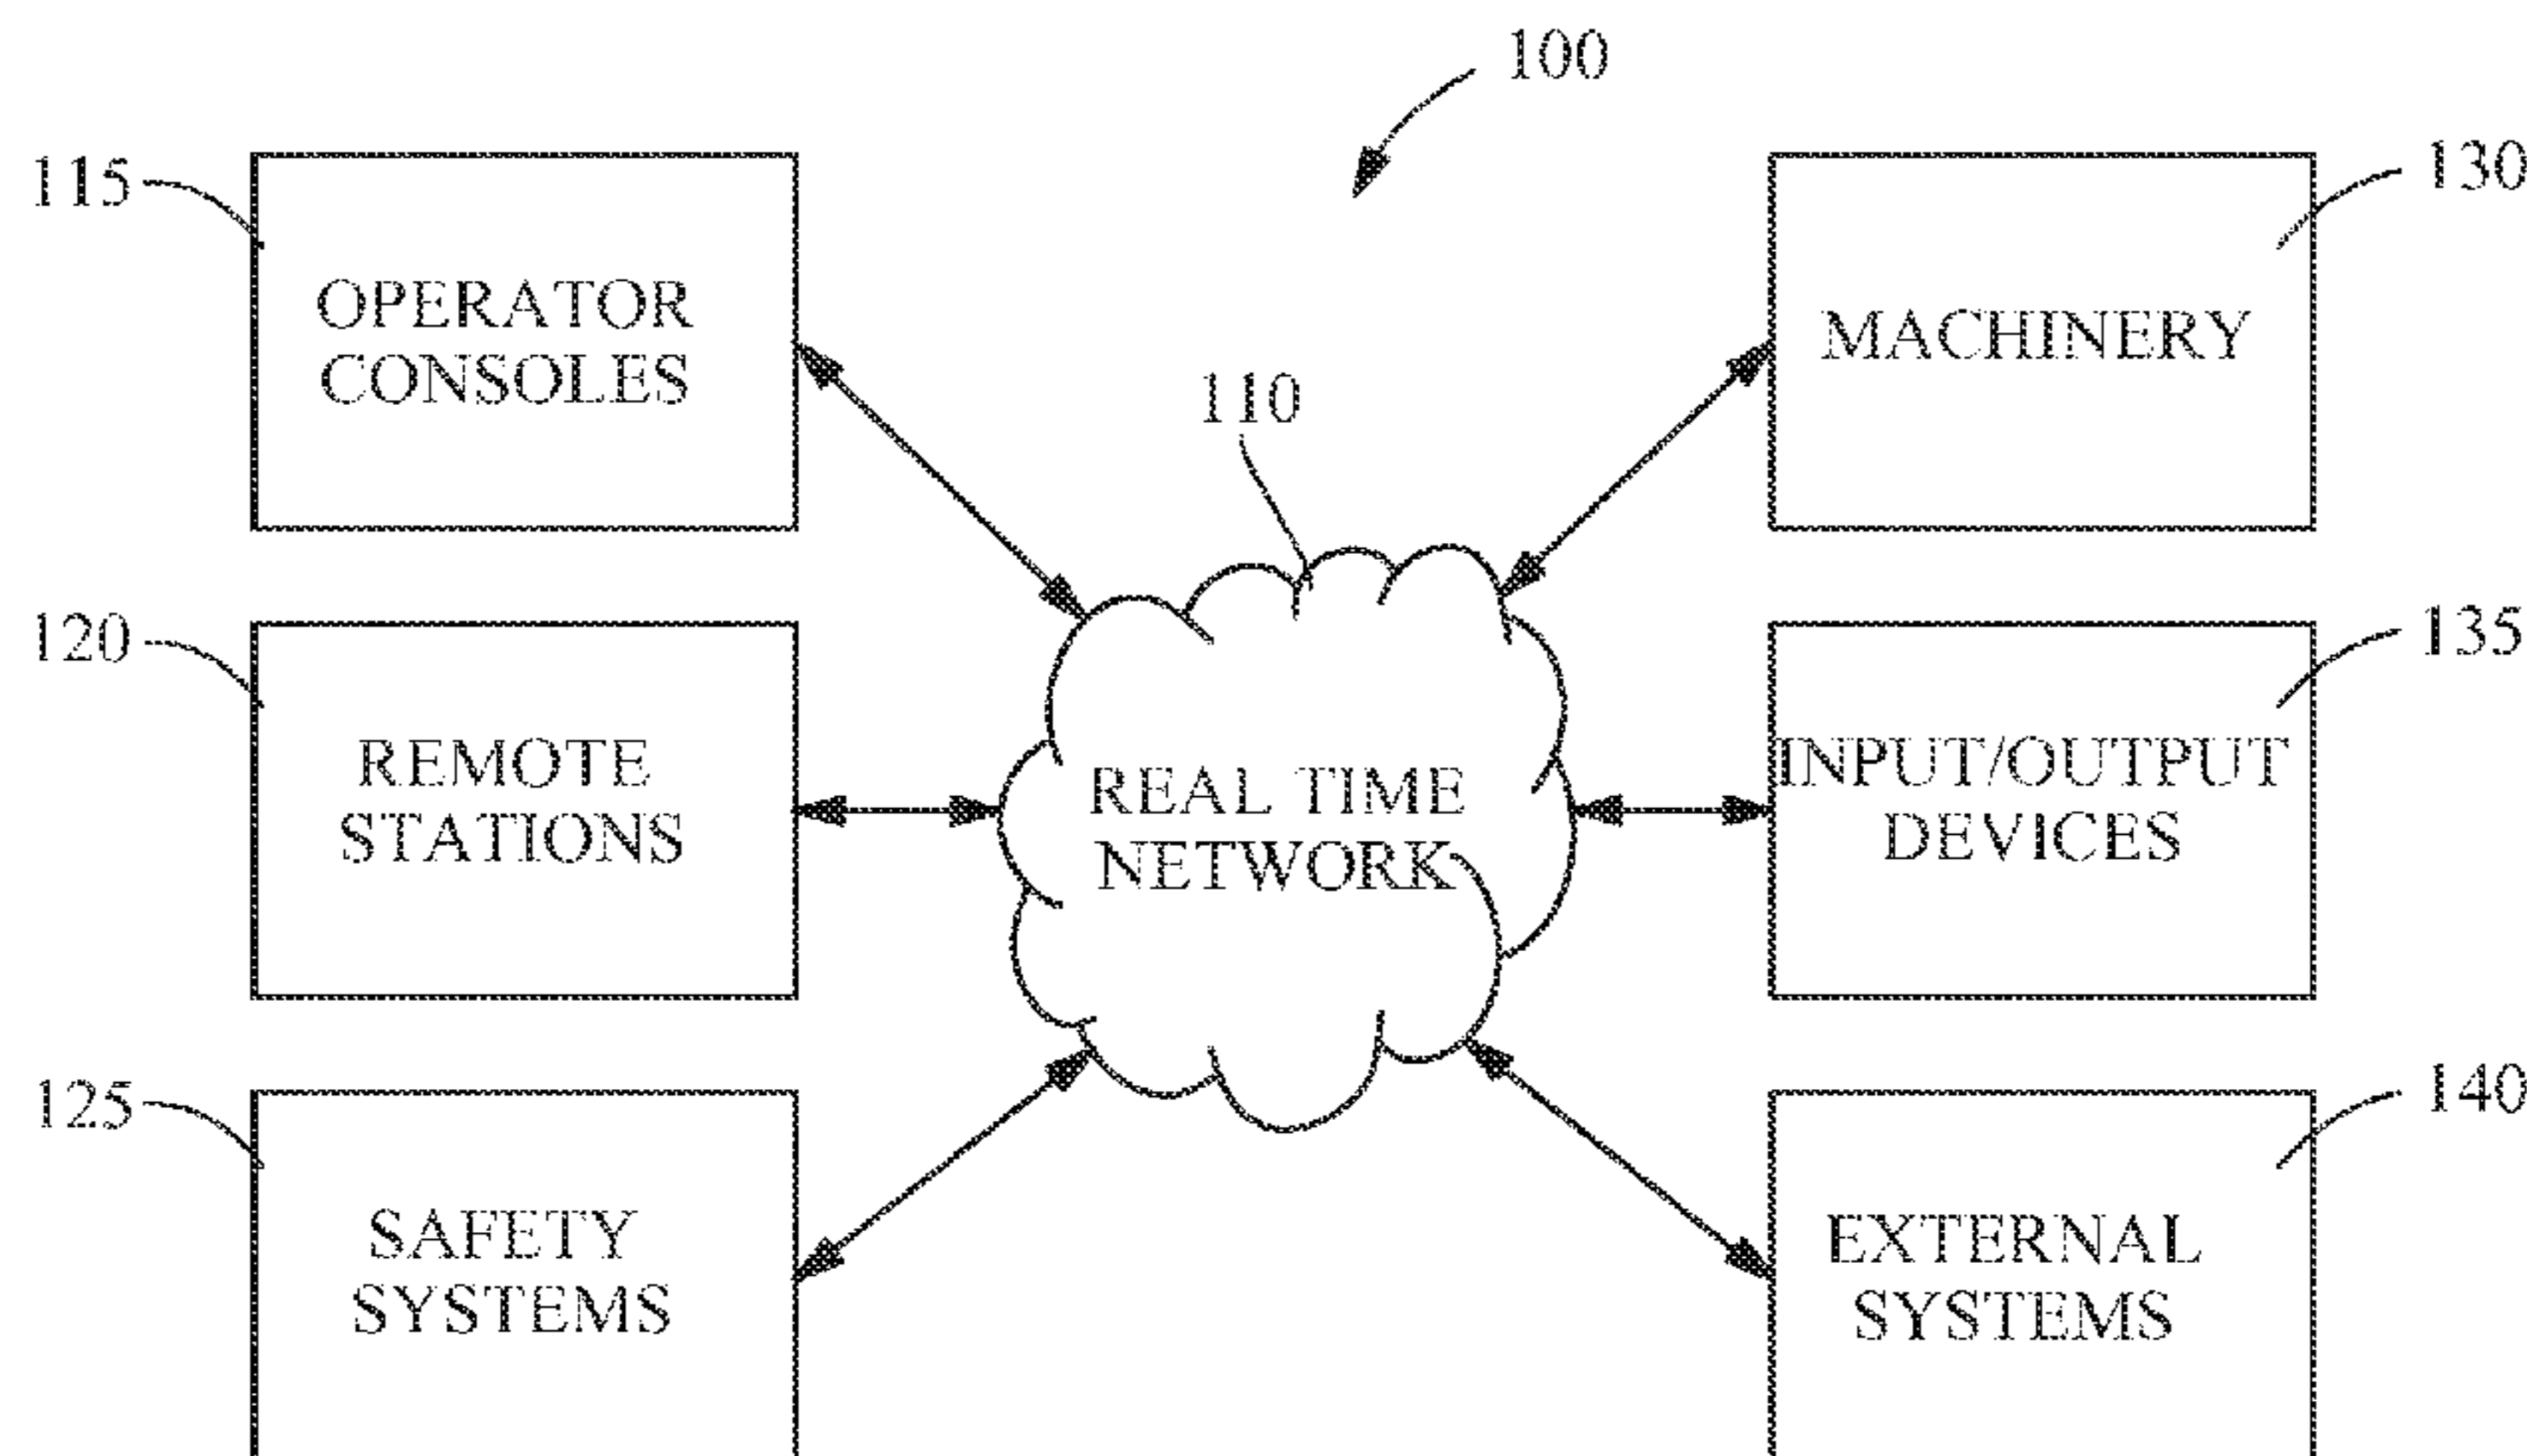 100
115
OPERATOR
CONSOLES
130
MACHINERY
110
120
REMOTE
STATIONS
REAL TIME
NETWORK
135
INPUT/OUTPUT
DEVICES
125
SAFETY
SYSTEMS
140
EXTERNAL
SYSTEMS